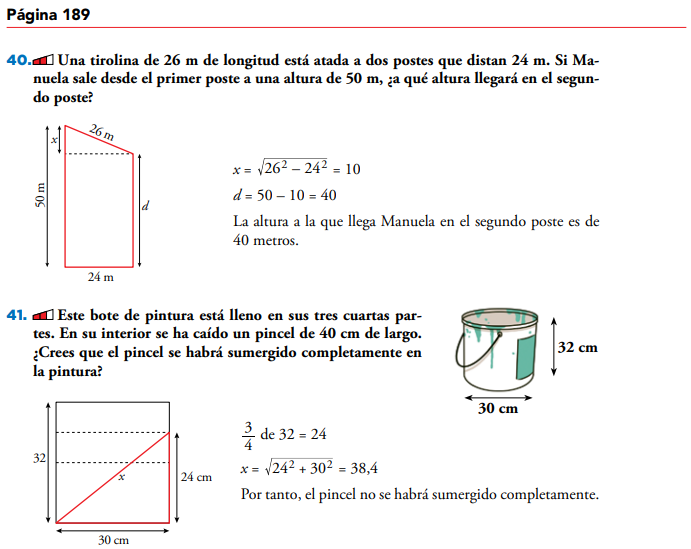 Página 189
40. Una tirolina de 26 m de longitud está atada a dos postes que distan 24 m. Si Ma-
nuela sale desde el primer poste a una altura de 50 m, ¿a qué altura llegará en el segun-
do poste?
26 m
x
50 m
d
24 m
x = √26² – 24² = 10
d = 50 – 10 = 40
La altura a la que llega Manuela en el segundo poste es de
40 metros.
41. Este bote de pintura está lleno en sus tres cuartas par-
tes. En su interior se ha caído un pincel de 40 cm de largo.
¿Crees que el pincel se habrá sumergido completamente en
la pintura?
32 cm
30 cm
32
x
24 cm
30 cm
3/4 de 32 = 24
x = √24² + 30² = 38,4
Por tanto, el pincel no se habrá sumergido completamente.